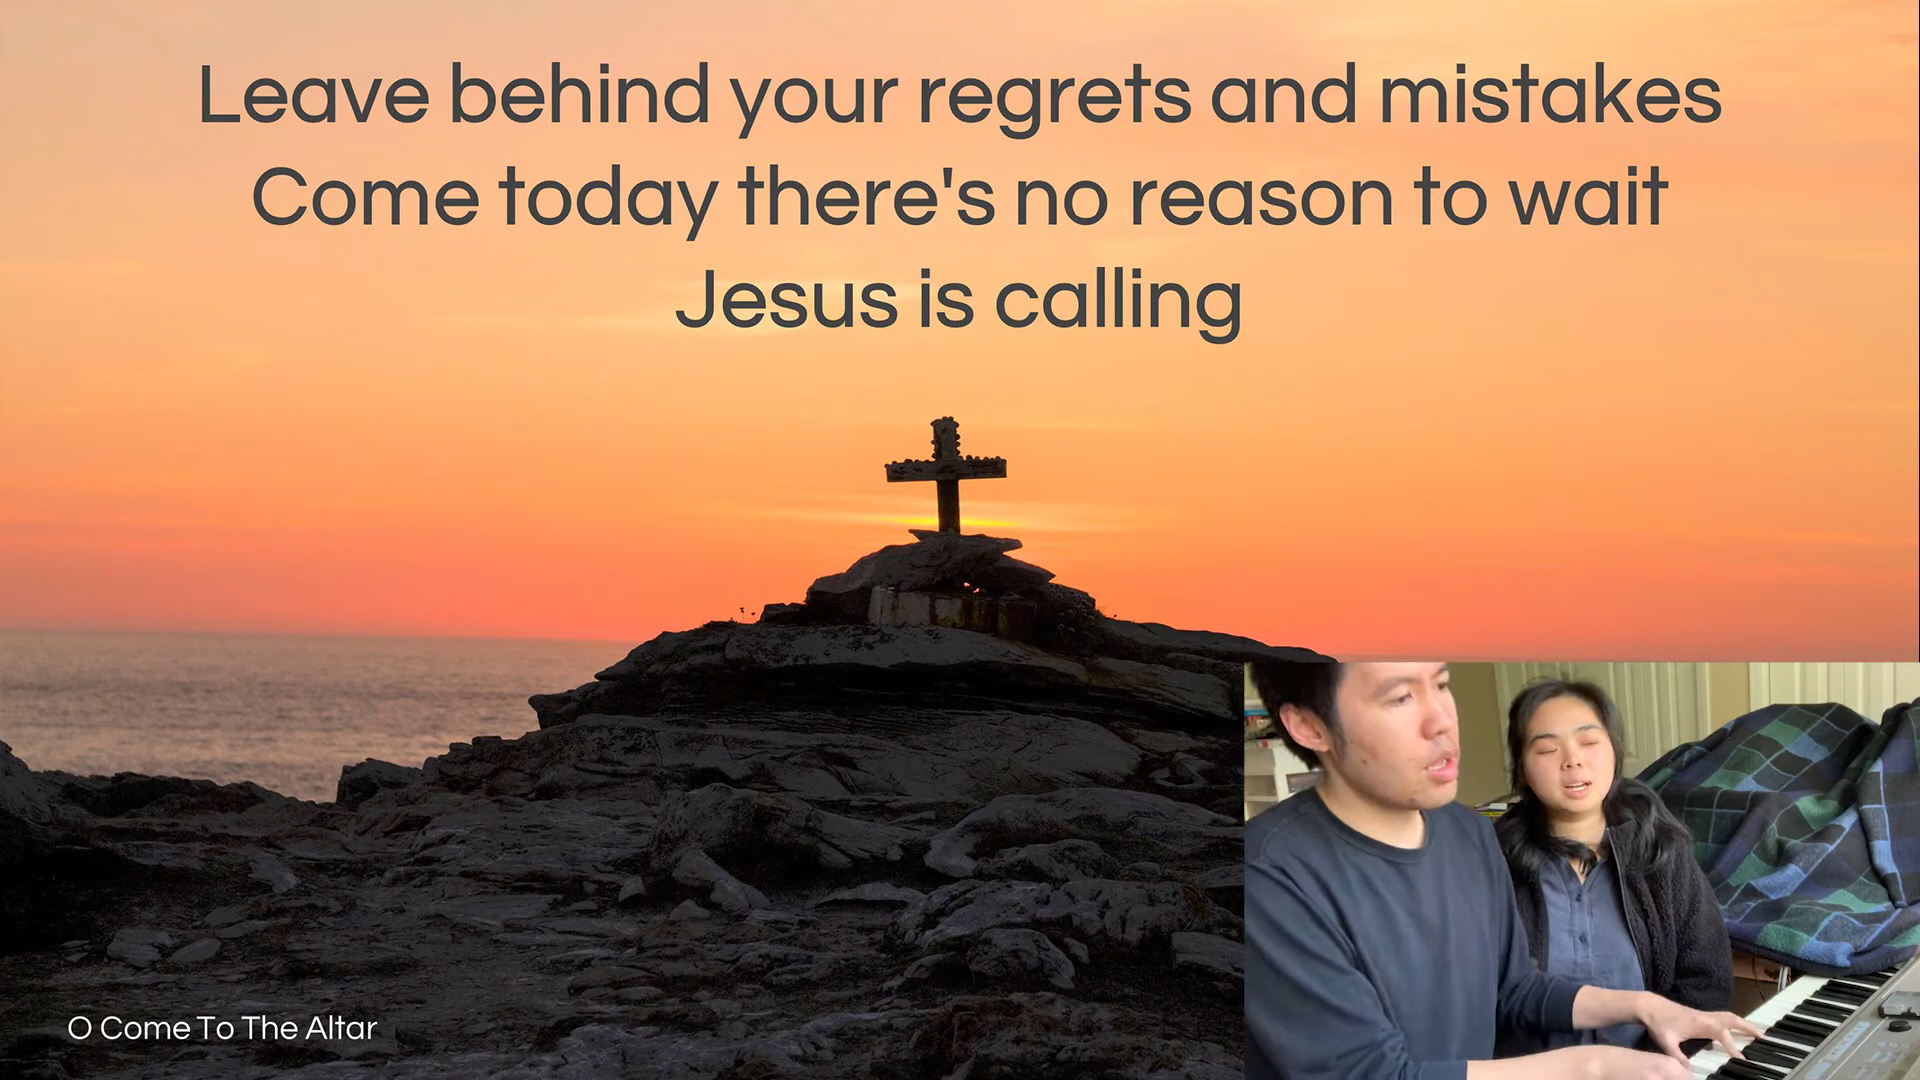 Leave behind your regrets and mistakes
Come today there's no reason to wait
Jesus is calling
O Come To The Altar